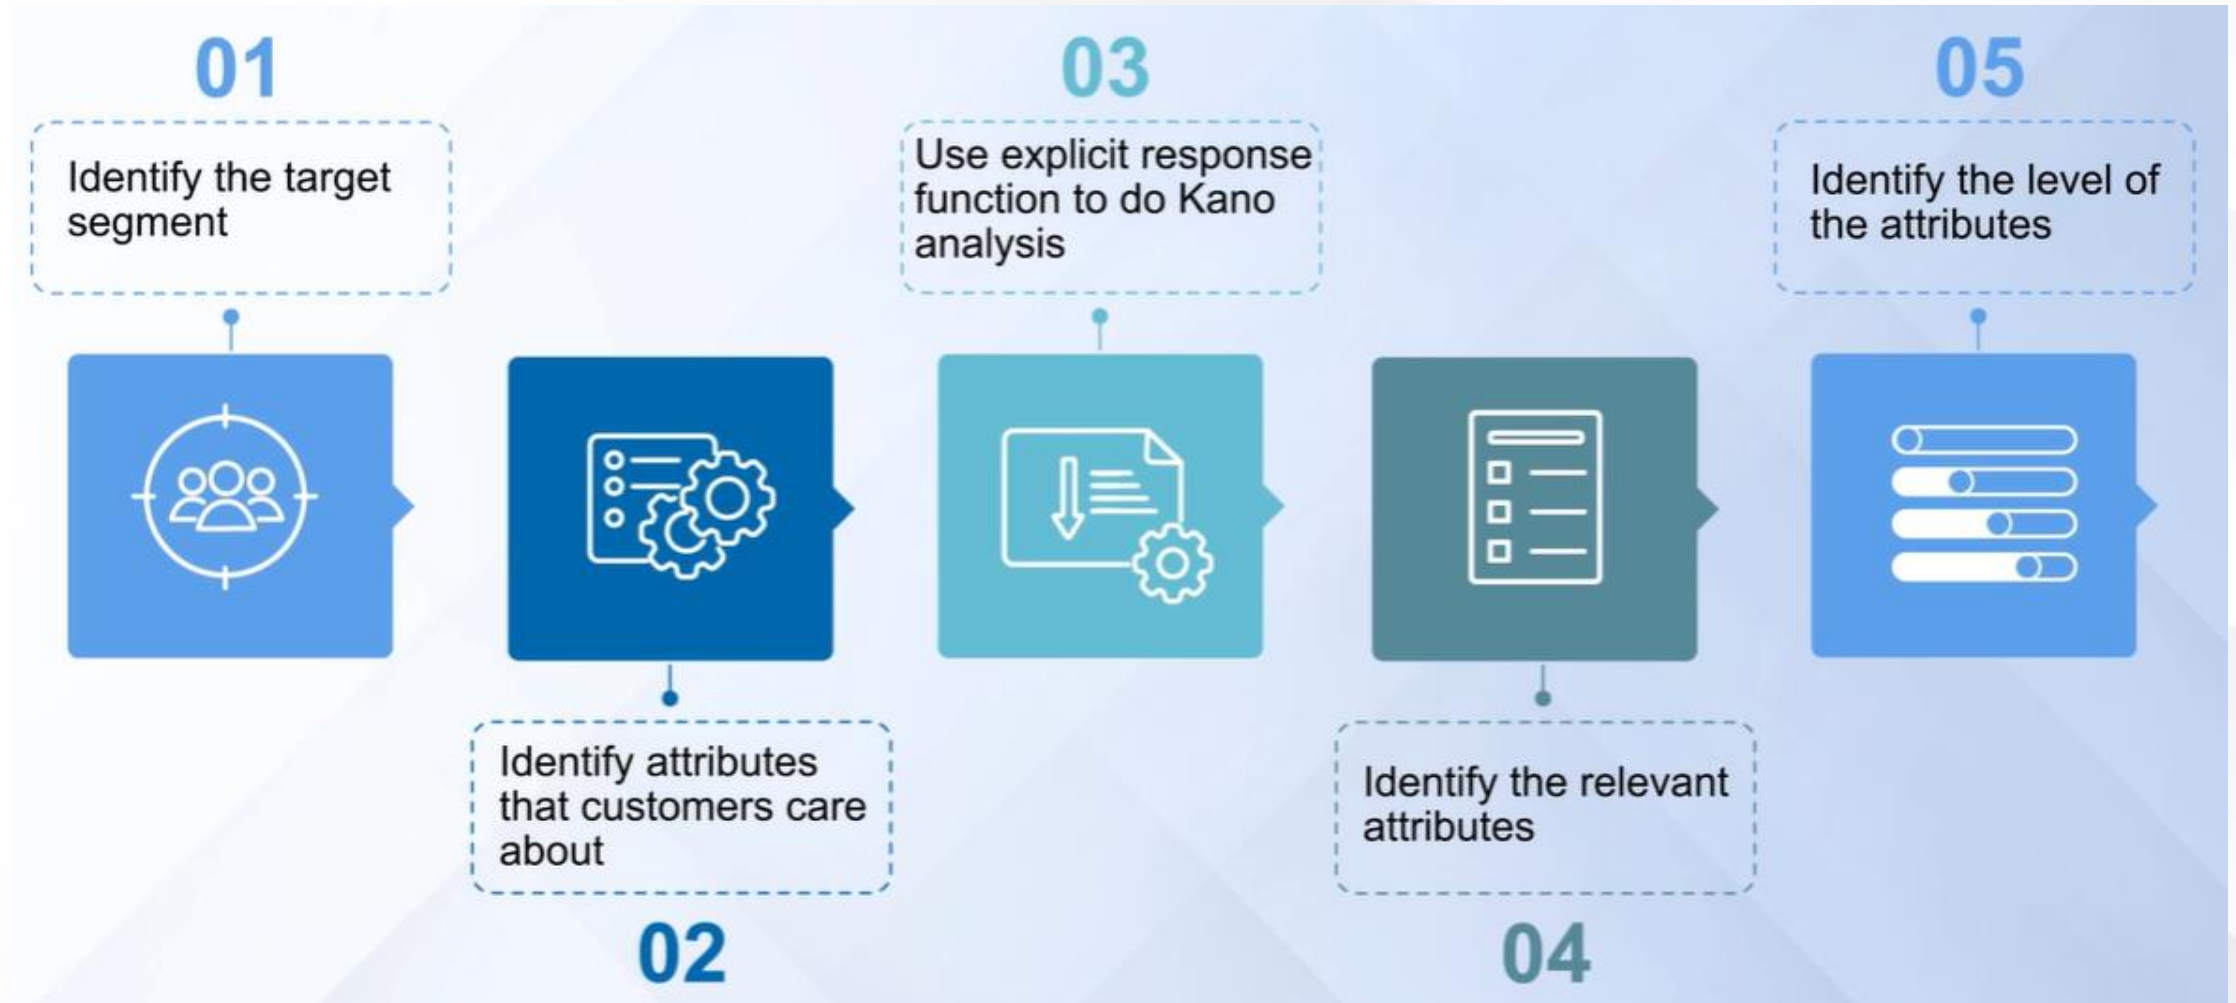 01
Identify the target
segment
02
Identify attributes
that customers care
about
03
Use explicit response
function to do Kano
analysis
04
Identify the relevant
attributes
05
Identify the level of
the attributes